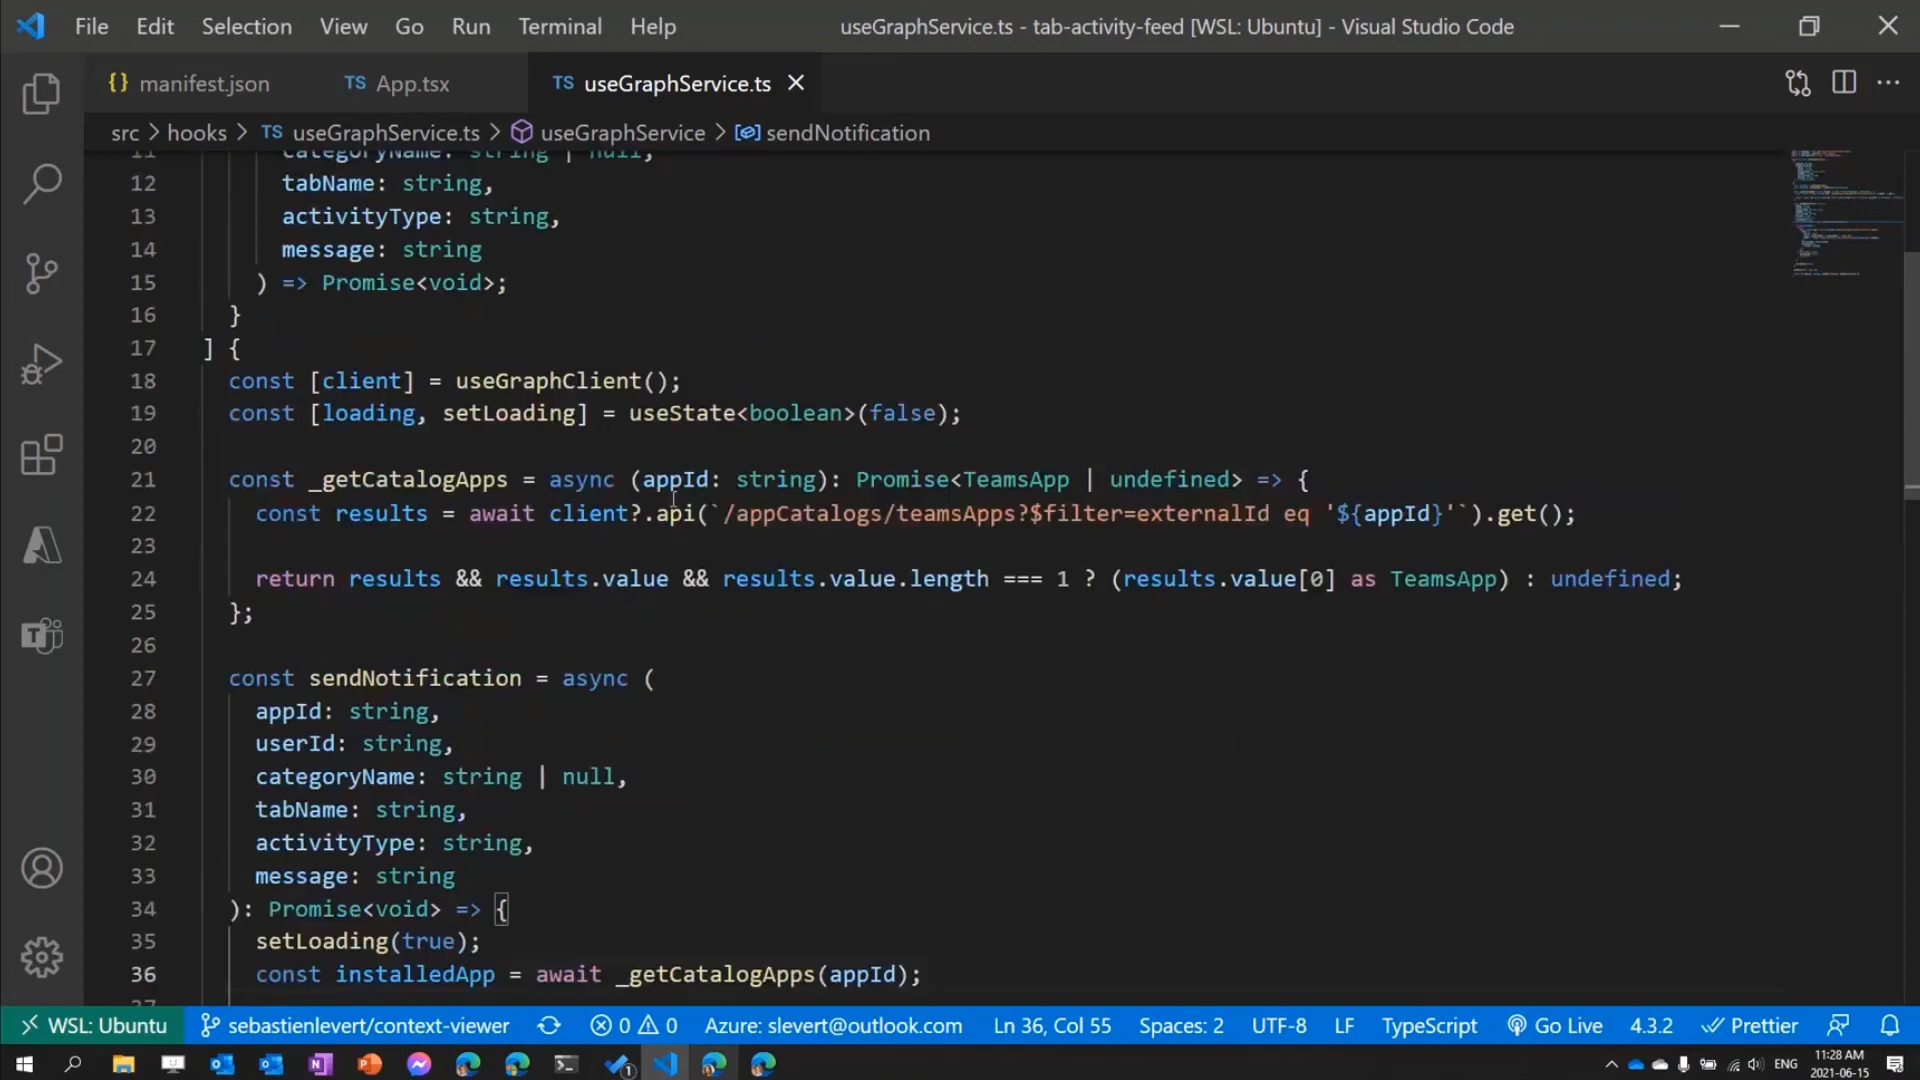 File Edit Selection View Go Run Terminal Help useGraphService.ts - tab-activity-feed [WSL: Ubuntu] - Visual Studio Code
{} manifest.json TS App.tsx TS useGraphService.ts
src > hooks > TS useGraphService.ts > useGraphService > sendNotification
11 categoryName: string | null,
12 tabName: string,
13 activityType: string,
14 message: string
15 ) => Promise<void>;
16 }
17 ] {
18 const [client] = useGraphClient();
19 const [loading, setLoading] = useState<boolean>(false);
20
21 const _getCatalogApps = async (appId: string): Promise<TeamsApp | undefined> => {
22 const results = await client?.api(`/appCatalogs/teamsApps?$filter=externalId eq '${appId}'`).get();
23
24 return results && results.value && results.value.length === 1 ? (results.value[0] as TeamsApp) : undefined;
25 };
26
27 const sendNotification = async (
28 appId: string,
29 userId: string,
30 categoryName: string | null,
31 tabName: string,
32 activityType: string,
33 message: string
34 ): Promise<void> => {
35 setLoading(true);
36 const installedApp = await _getCatalogApps(appId);
37
WSL: Ubuntu sebastienlevert/context-viewer 0 0 Azure: slevert@outlook.com Ln 36, Col 55 Spaces: 2 UTF-8 LF TypeScript Go Live 4.3.2 Prettier
ENG 11:28 AM
2021-06-15